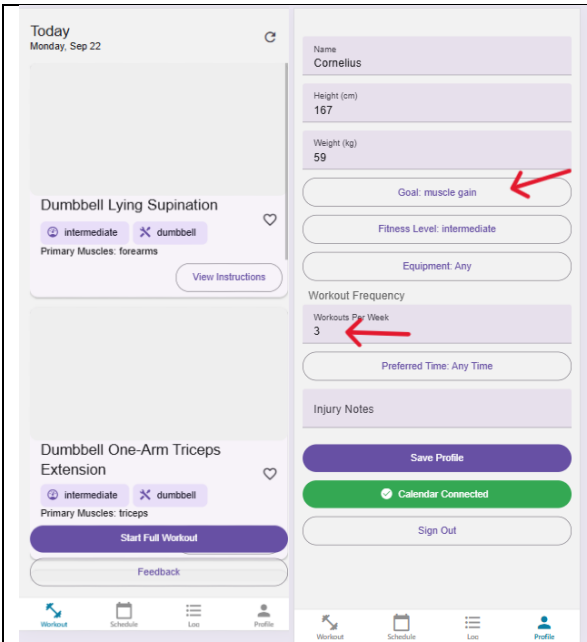 Today
Monday, Sep 22
Dumbbell Lying Supination
intermediate
dumbbell
Primary Muscles: forearms
View Instructions
Dumbbell One-Arm Triceps
Extension
intermediate
dumbbell
Primary Muscles: triceps
Start Full Workout
Feedback
Workout
Schedule
Log
Profile
Name
Cornelius
Height (cm)
167
Weight (kg)
59
Goal: muscle gain
Fitness Level: intermediate
Equipment: Any
Workout Frequency
Workouts Per Week
3
Preferred Time: Any Time
Injury Notes
Save Profile
Calendar Connected
Sign Out
Workout
Schedule
Log
Profile